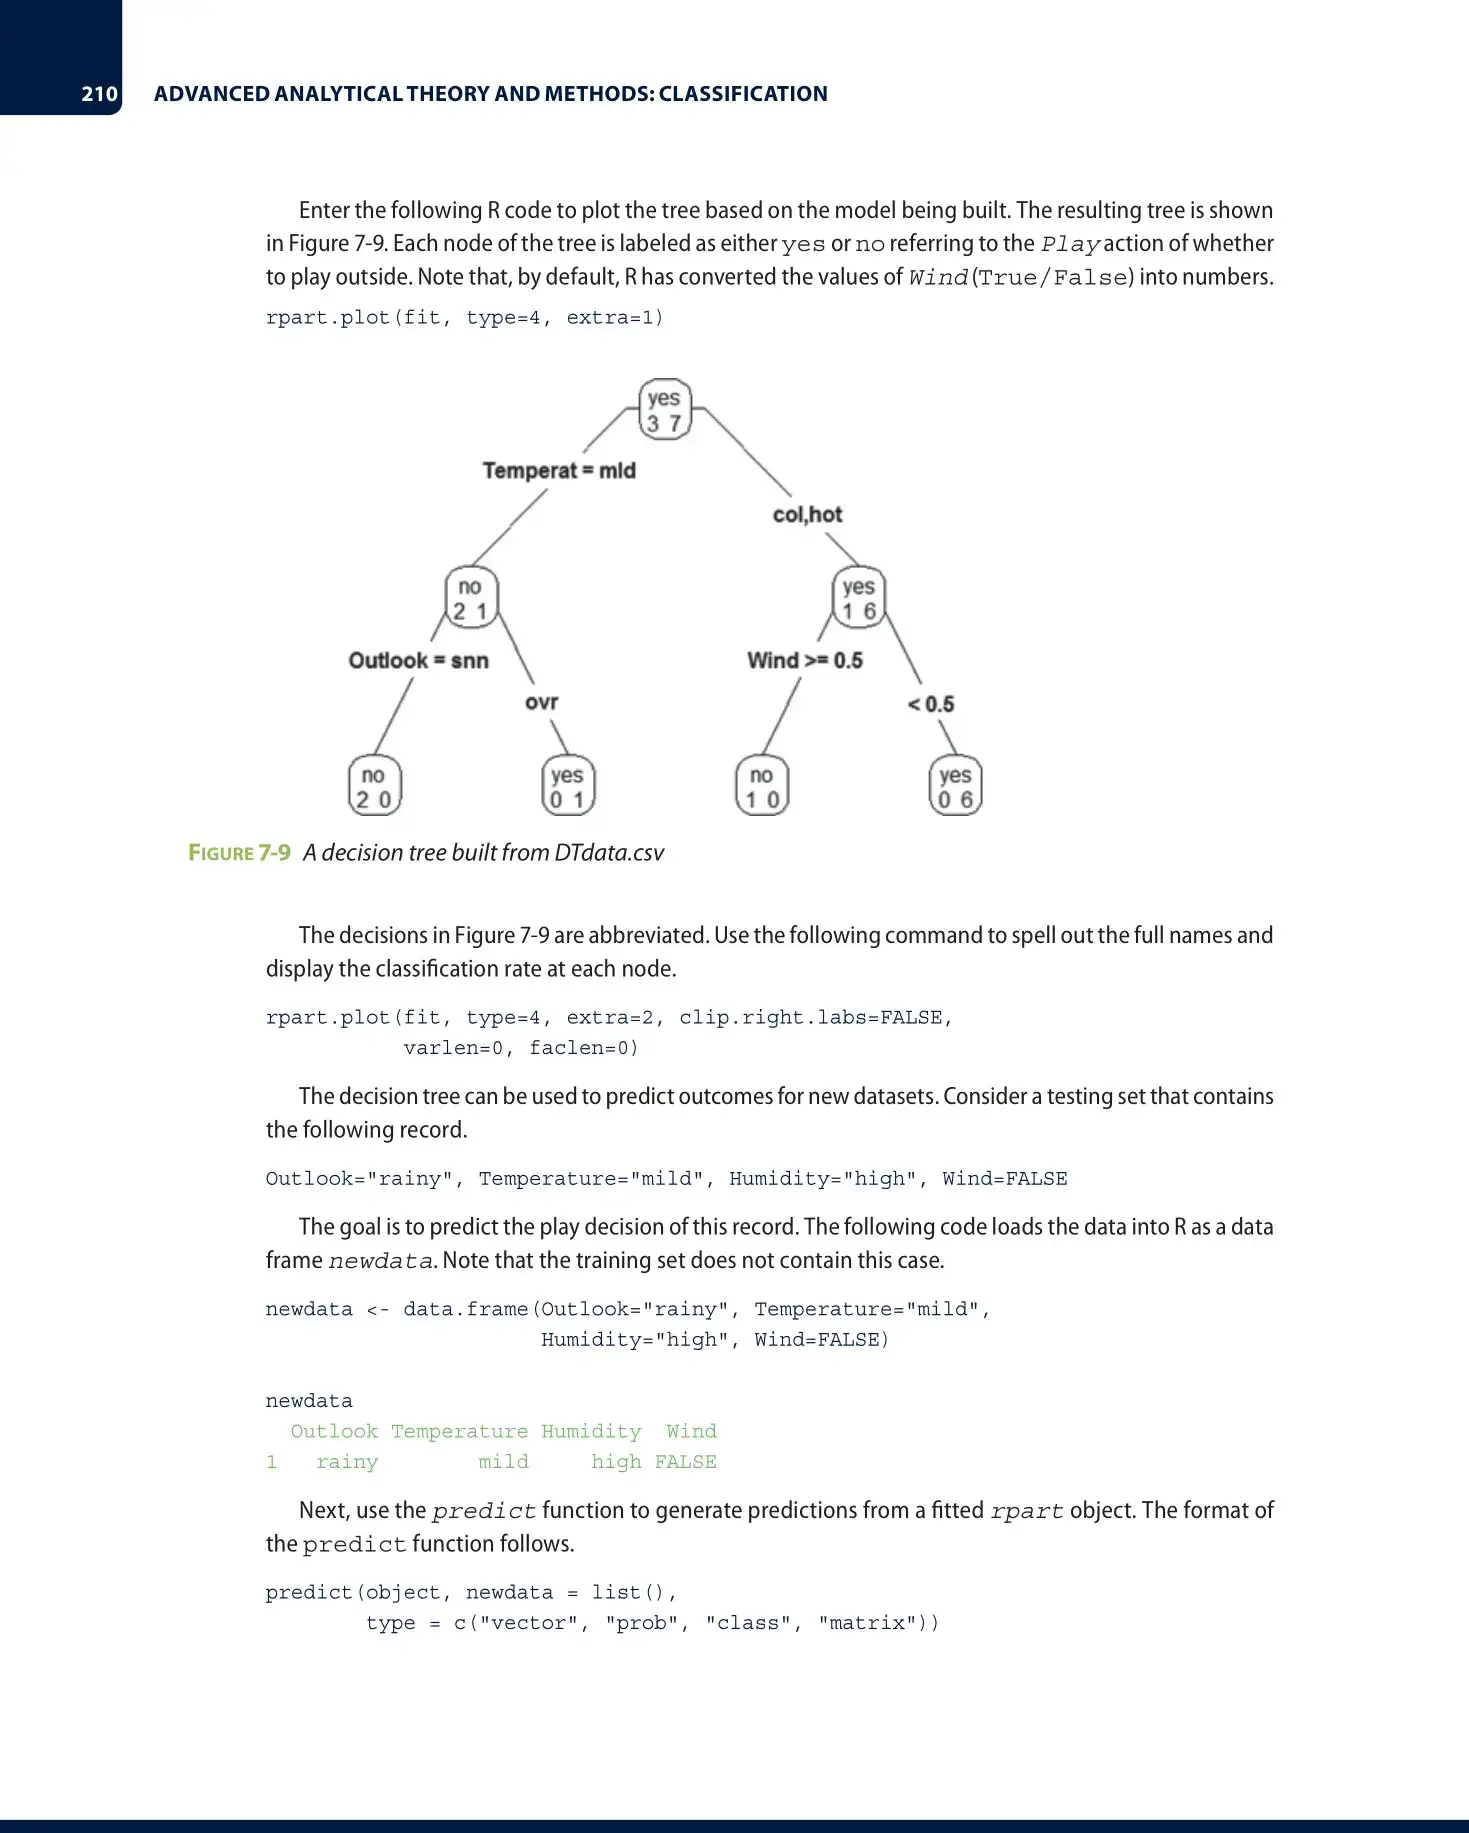 210 ADVANCED ANALYTICAL THEORY AND METHODS: CLASSIFICATION
Enter the following R code to plot the tree based on the model being built. The resulting tree is shown
in Figure 7-9. Each node of the tree is labeled as either yes or no referring to the Play action of whether
to play outside. Note that, by default, R has converted the values of Wind (True/False) into numbers.
rpart.plot(fit, type=4, extra=1)
yes
3 7
Temperat = mld
col,hot
no
2 1
yes
1 6
Outlook = snn
ovr
Wind >= 0.5
< 0.5
no
2 0
yes
0 1
no
1 0
yes
0 6
FIGURE 7-9 A decision tree built from DTdata.csv
The decisions in Figure 7-9 are abbreviated. Use the following command to spell out the full names and
display the classification rate at each node.
rpart.plot(fit, type=4, extra=2, clip.right.labs=FALSE,
varlen=0, faclen=0)
The decision tree can be used to predict outcomes for new datasets. Consider a testing set that contains
the following record.
Outlook="rainy", Temperature="mild", Humidity="high", Wind=FALSE
The goal is to predict the play decision of this record. The following code loads the data into R as a data
frame newdata. Note that the training set does not contain this case.
newdata <- data.frame(Outlook="rainy", Temperature="mild",
Humidity="high", Wind=FALSE)
newdata
Outlook Temperature Humidity Wind
1 rainy mild high FALSE
Next, use the predict function to generate predictions from a fitted rpart object. The format of
the predict function follows.
predict(object, newdata = list(),
type = c("vector", "prob", "class", "matrix"))